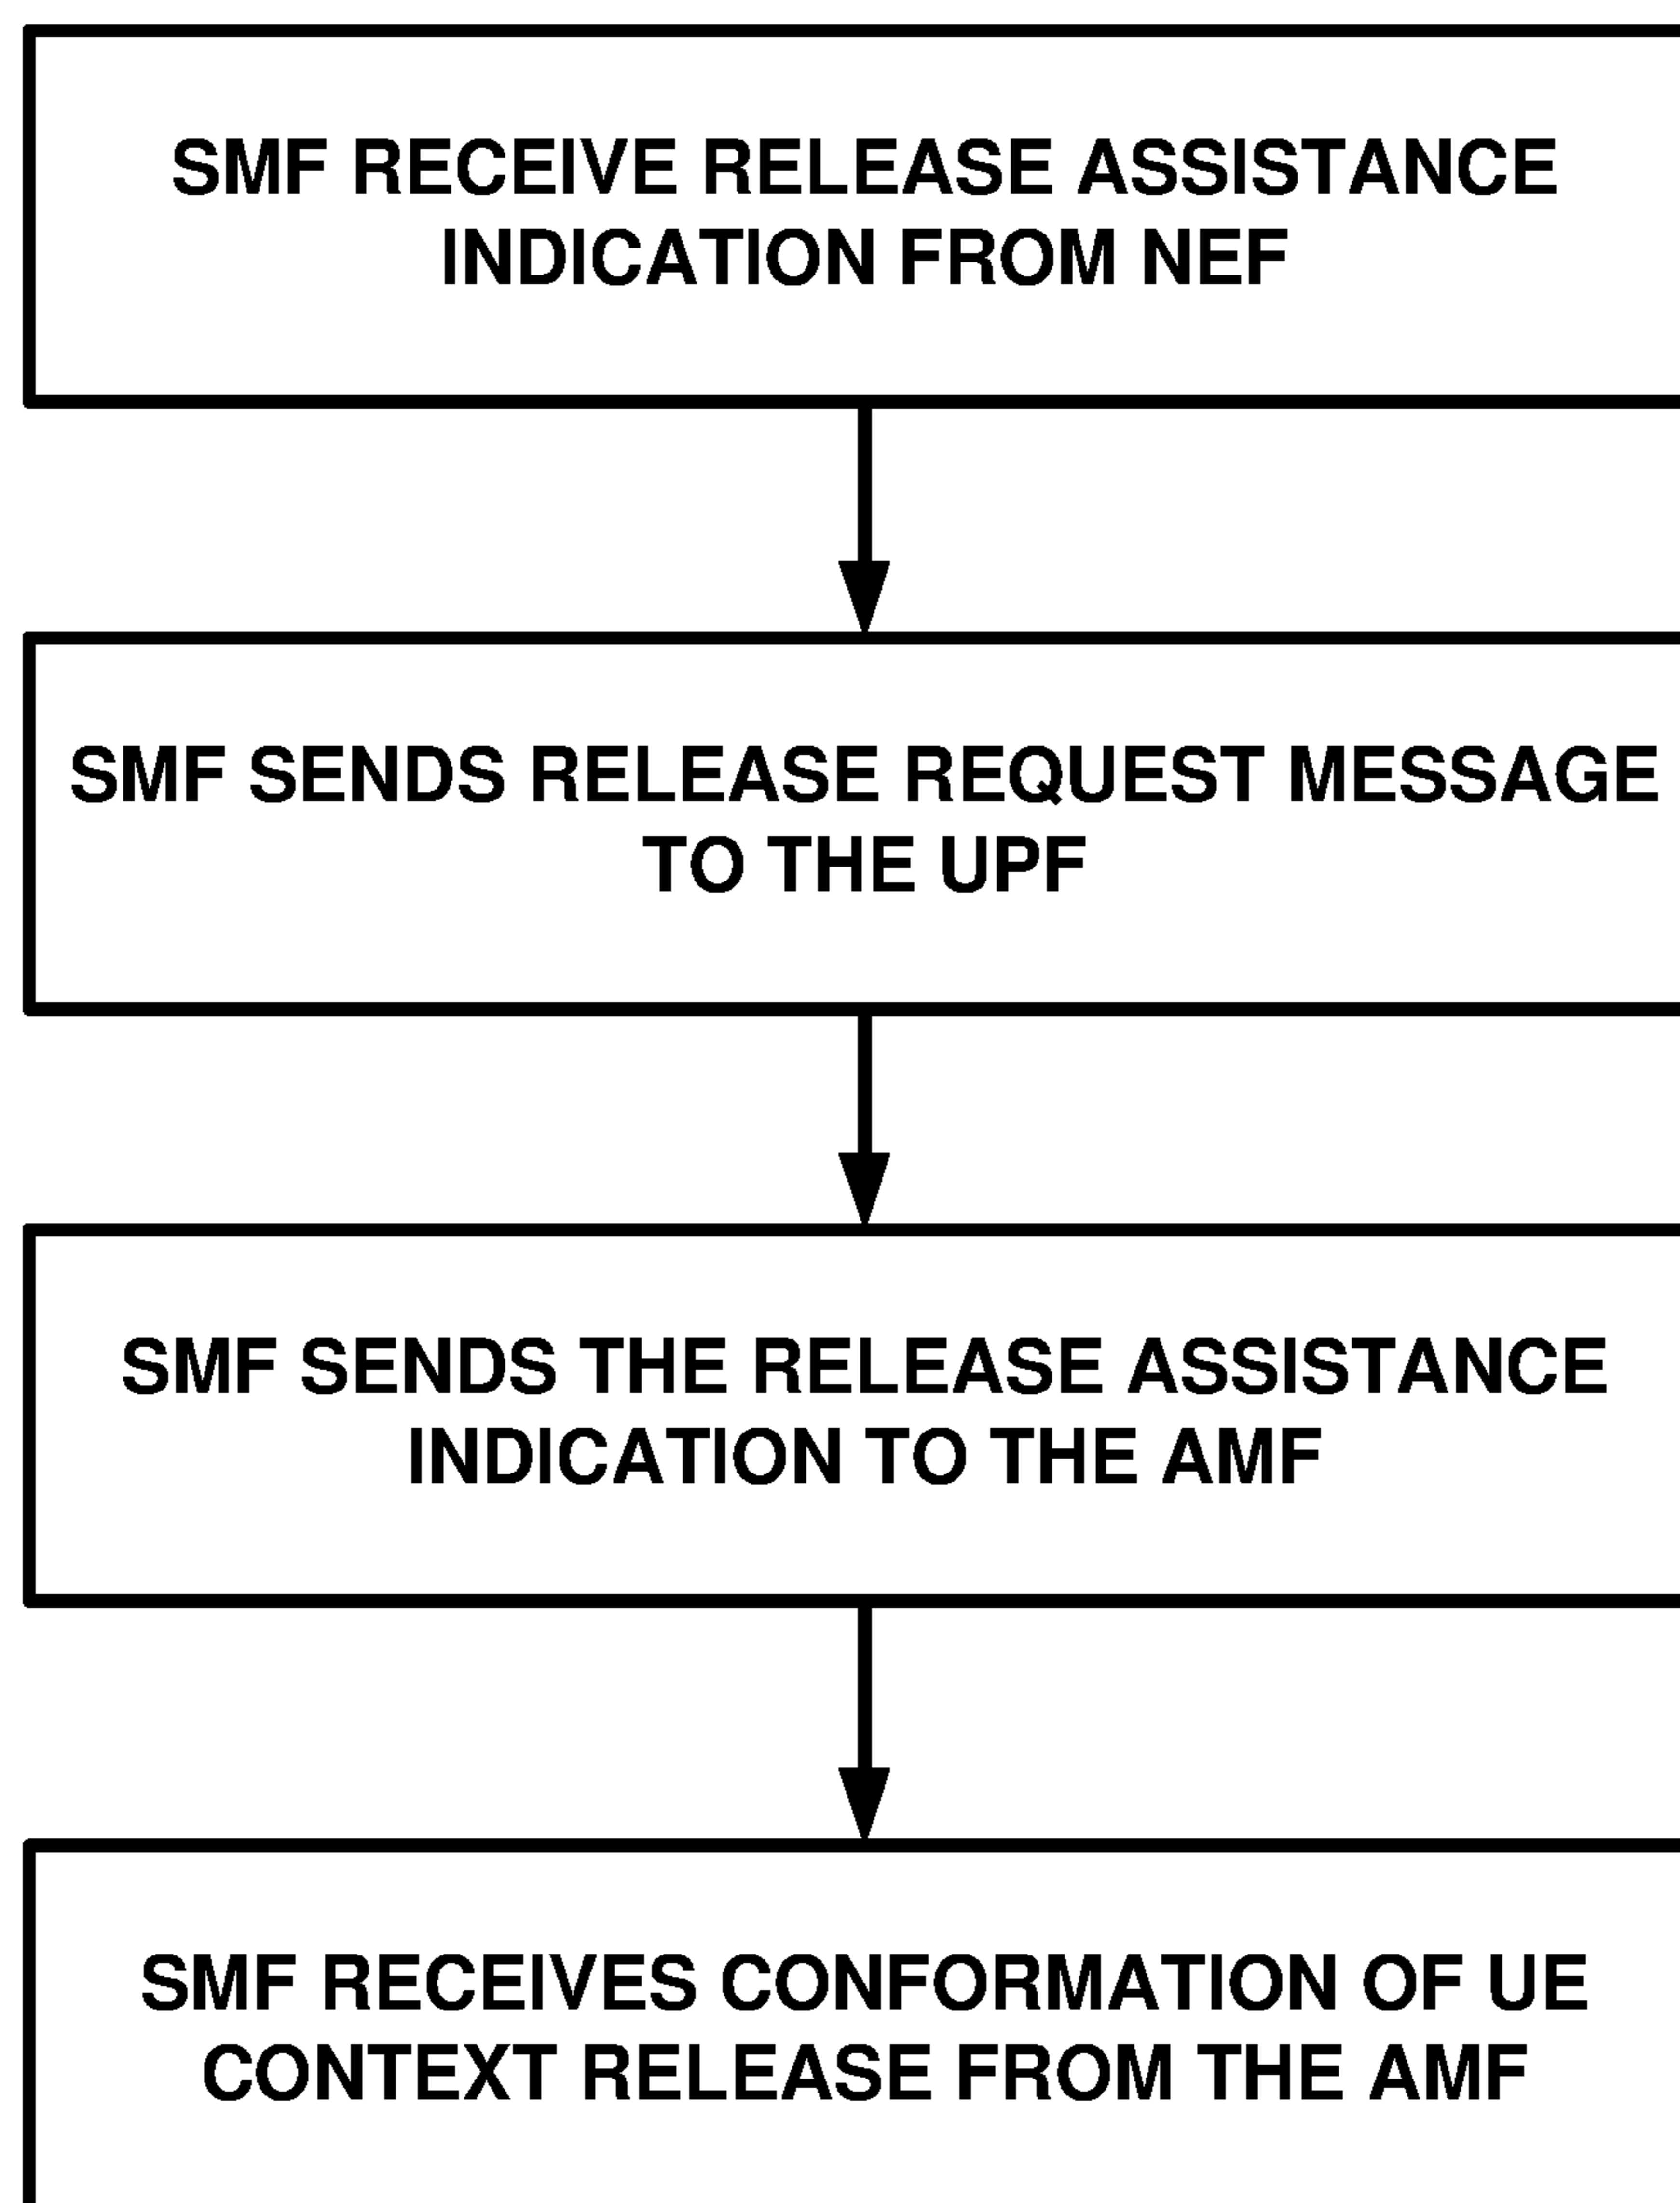 SMF RECEIVE RELEASE ASSISTANCE
INDICATION FROM NEF
SMF SENDS RELEASE REQUEST MESSAGE
TO THE UPF
SMF SENDS THE RELEASE ASSISTANCE
INDICATION TO THE AMF
SMF RECEIVES CONFORMATION OF UE
CONTEXT RELEASE FROM THE AMF